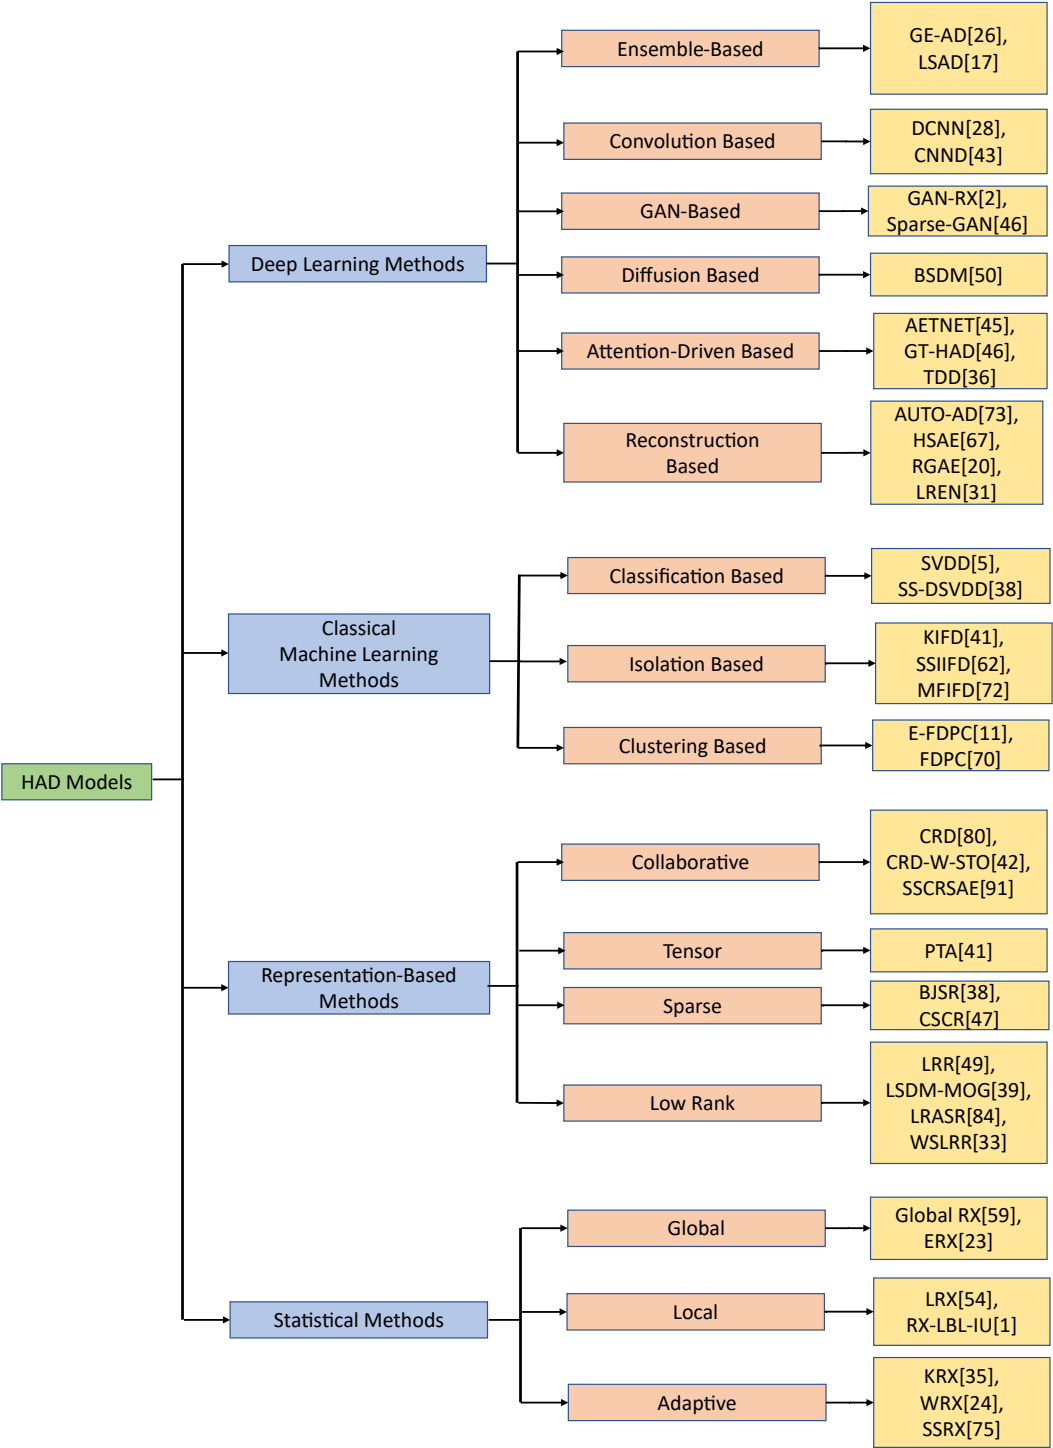 HAD Models
Deep Learning Methods
Ensemble-Based
GE-AD[26],
LSAD[17]
Convolution Based
DCNN[28],
CNND[43]
GAN-Based
GAN-RX[2],
Sparse-GAN[46]
Diffusion Based
BSDM[50]
Attention-Driven Based
AETNET[45],
GT-HAD[46],
TDD[36]
Reconstruction
Based
AUTO-AD[73],
HSAE[67],
RGAE[20],
LREN[31]
Classical
Machine Learning
Methods
Classification Based
SVDD[5],
SS-DSVDD[38]
Isolation Based
KIFD[41],
SSIIFD[62],
MFIFD[72]
Clustering Based
E-FDPC[11],
FDPC[70]
Representation-Based
Methods
Collaborative
CRD[80],
CRD-W-STO[42],
SSCRSAE[91]
Tensor
PTA[41]
Sparse
BJSR[38],
CSCR[47]
Low Rank
LRR[49],
LSDM-MOG[39],
LRASR[84],
WSLRR[33]
Statistical Methods
Global
Global RX[59],
ERX[23]
Local
LRX[54],
RX-LBL-IU[1]
Adaptive
KRX[35],
WRX[24],
SSRX[75]